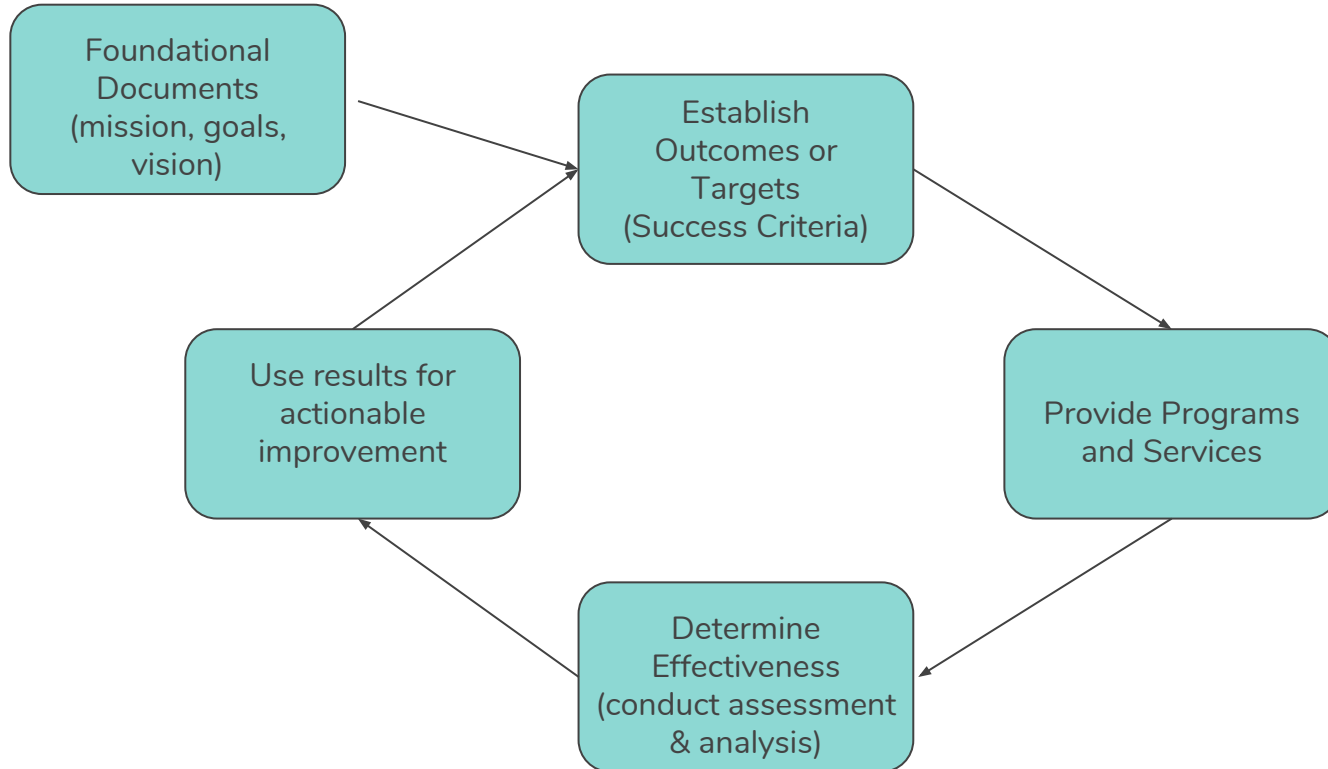 Foundational
Documents
(mission, goals,
vision)
Establish
Outcomes or
Targets
(Success Criteria)
Use results for
actionable
improvement
Provide Programs
and Services
Determine
Effectiveness
(conduct assessment
& analysis)